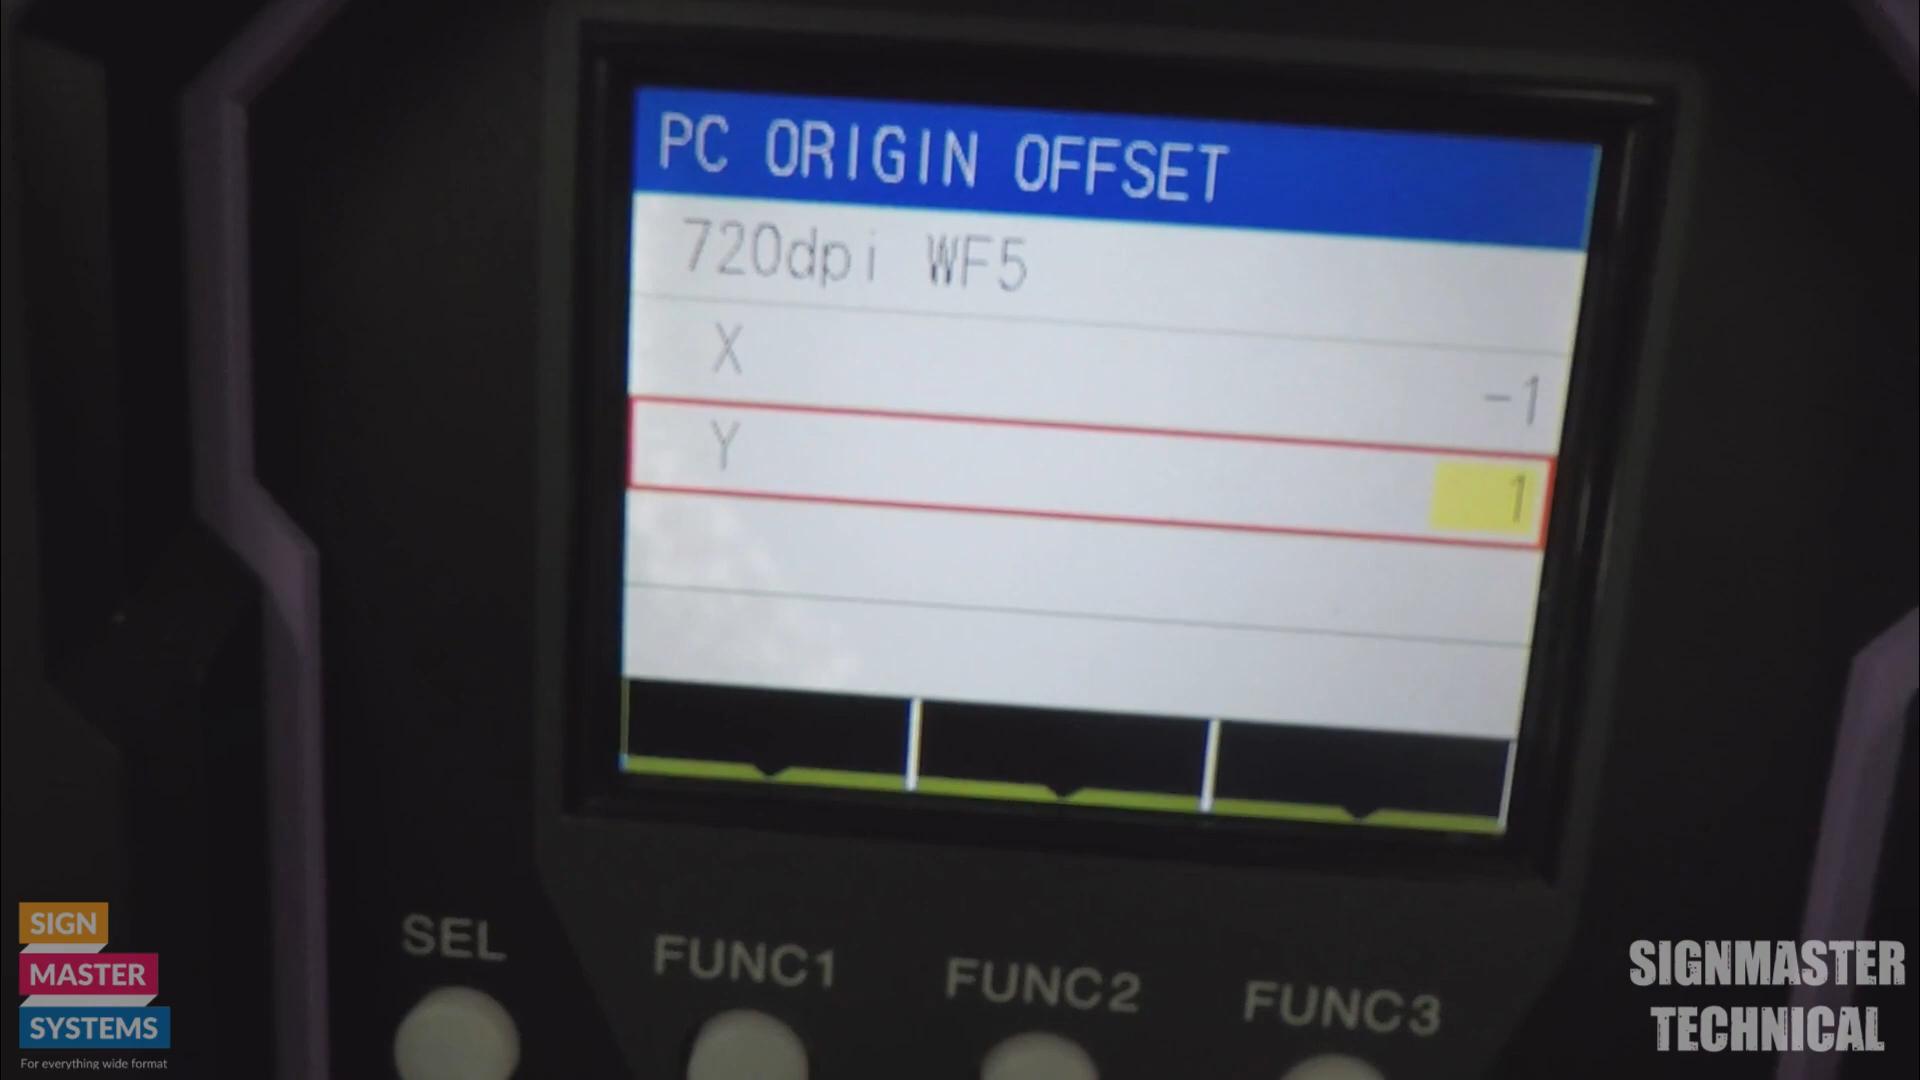 PC ORIGIN OFFSET
720dpi WF5
X -1
Y 1
SEL FUNC1 FUNC2 FUNC3
SIGN
MASTER
SYSTEMS
For everything wide format
SIGNMASTER
TECHNICAL